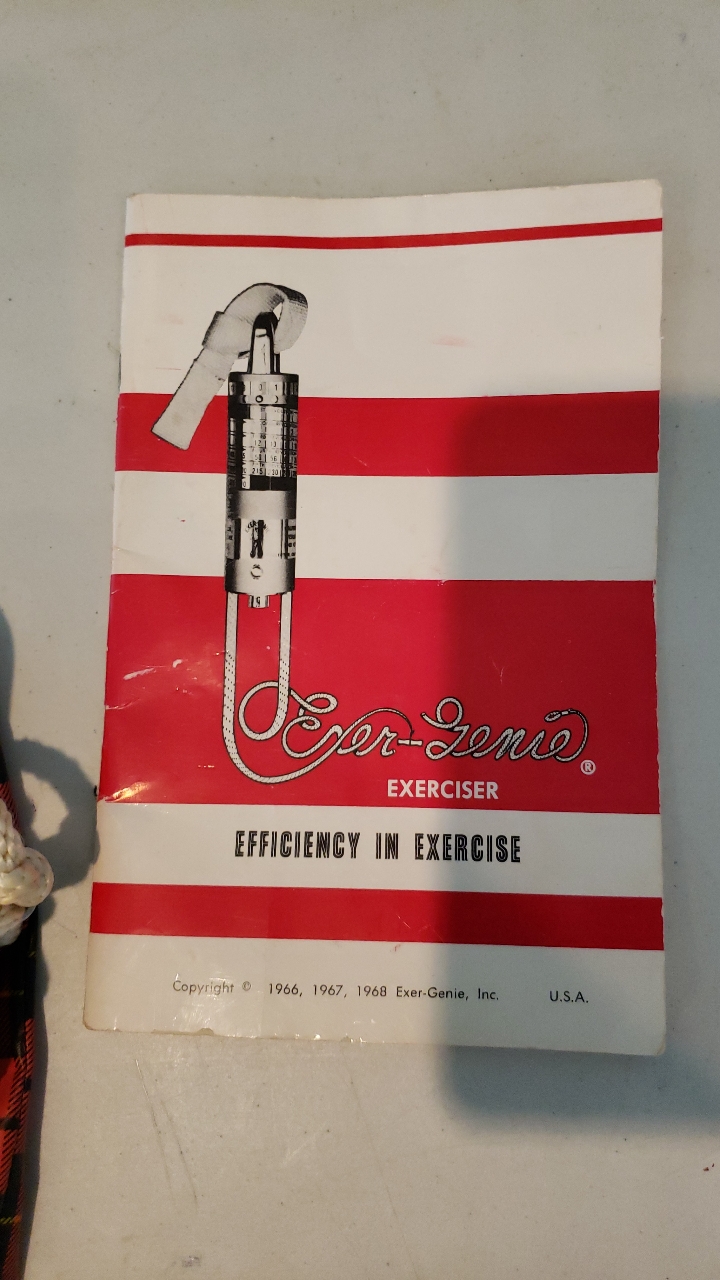 Exer-Genie ®
EXERCISER
EFFICIENCY IN EXERCISE
Copyright © 1966, 1967, 1968 Exer-Genie, Inc. U.S.A.